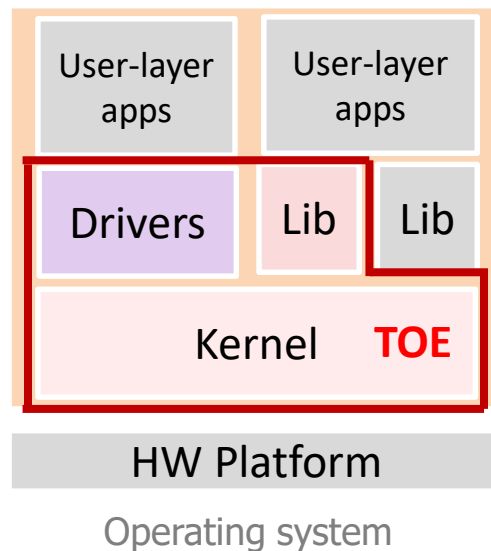 User-layer
apps
User-layer
apps
Drivers
Lib
Lib
Kernel
TOE
HW Platform
Operating system